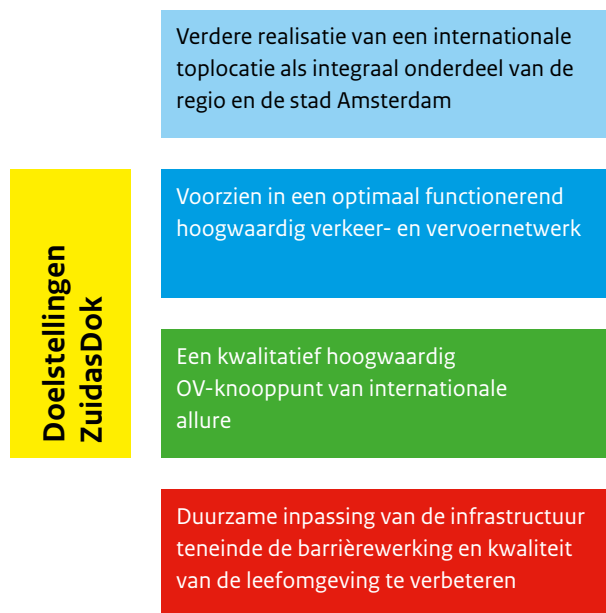 Verdere realisatie van een internationale
toplocatie als integraal onderdeel van de
regio en de stad Amsterdam
Doelstellingen
ZuidasDok
Voorzien in een optimaal functionerend
hoogwaardig verkeer- en vervoernetwerk
Een kwalitatief hoogwaardig
OV-knooppunt van internationale
allure
Duurzame inpassing van de infrastructuur
teneinde de barrièrewerking en kwaliteit
van de leefomgeving te verbeteren